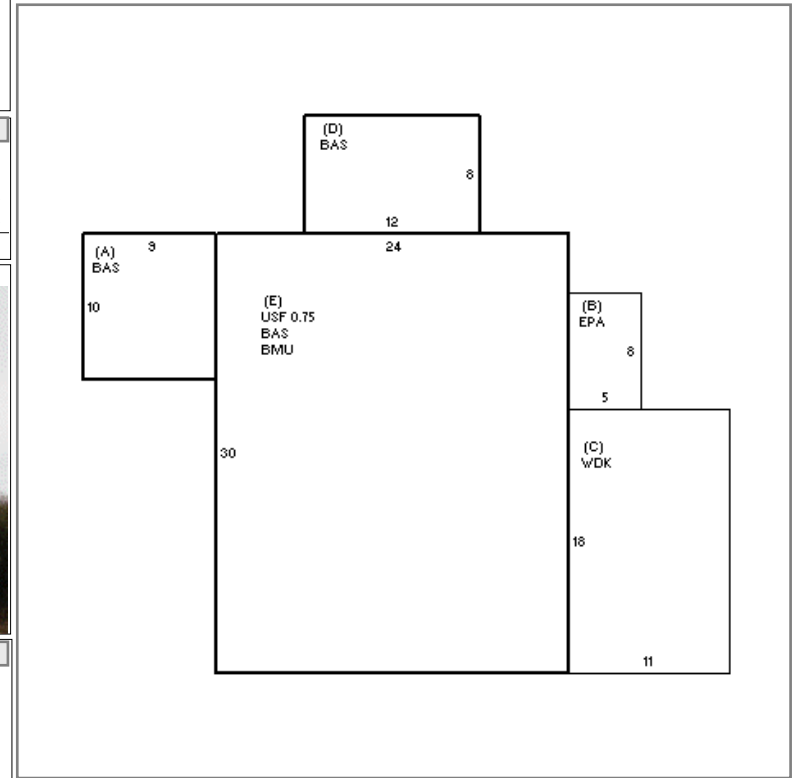 (D)
BAS
8
12
(A)
BAS
9
10
24
(E)
USF 0.75
BAS
BMU
30
(B)
EPA
8
5
(C)
WDK
18
11